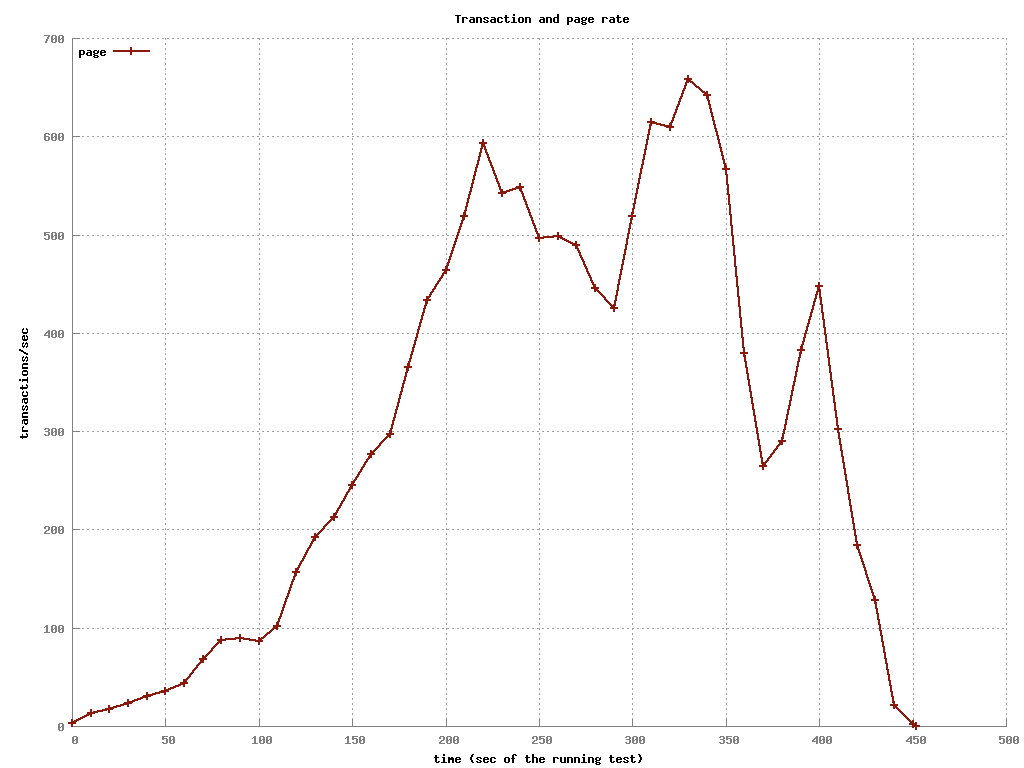 Transaction and page rate
700
page
600
500
400
300
200
100
0
transactions/sec
0 50 100 150 200 250 300 350 400 450 500
time (sec of the running test)